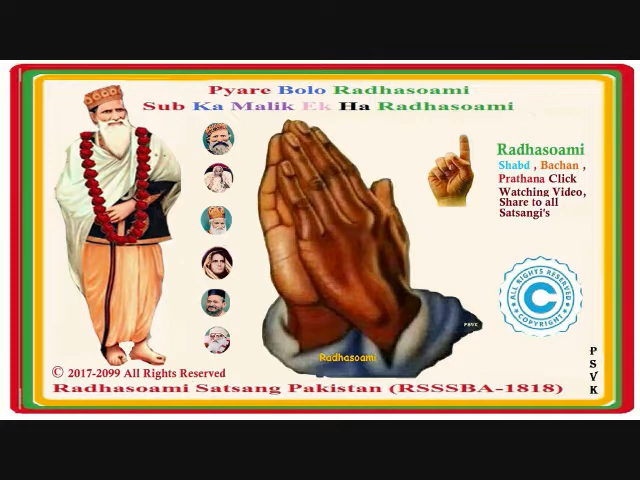 Pyare Bolo Radhasoami
Sub Ka Malik Ek Ha Radhasoami
Radhasoami
Shabd , Bachan ,
Prathana Click
Watching Video,
Share to all
Satsangi's
ALL RIGHTS RESERVED
C
COPYRIGHT
PSVC
Radhasoami
© 2017-2099 All Rights Reserved
Radhasoami Satsang Pakistan (RSSSBA-1818)
P
S
V
K